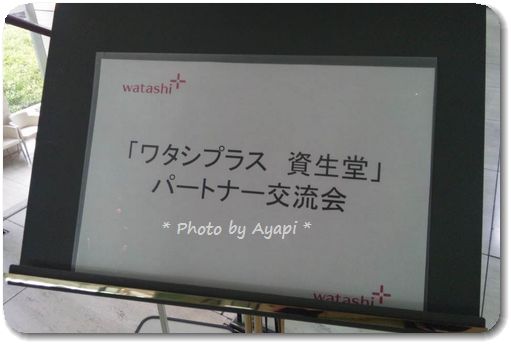 watashi+
「ワタシプラス 資生堂」
パートナー交流会
* Photo by Ayapi *
watashi+